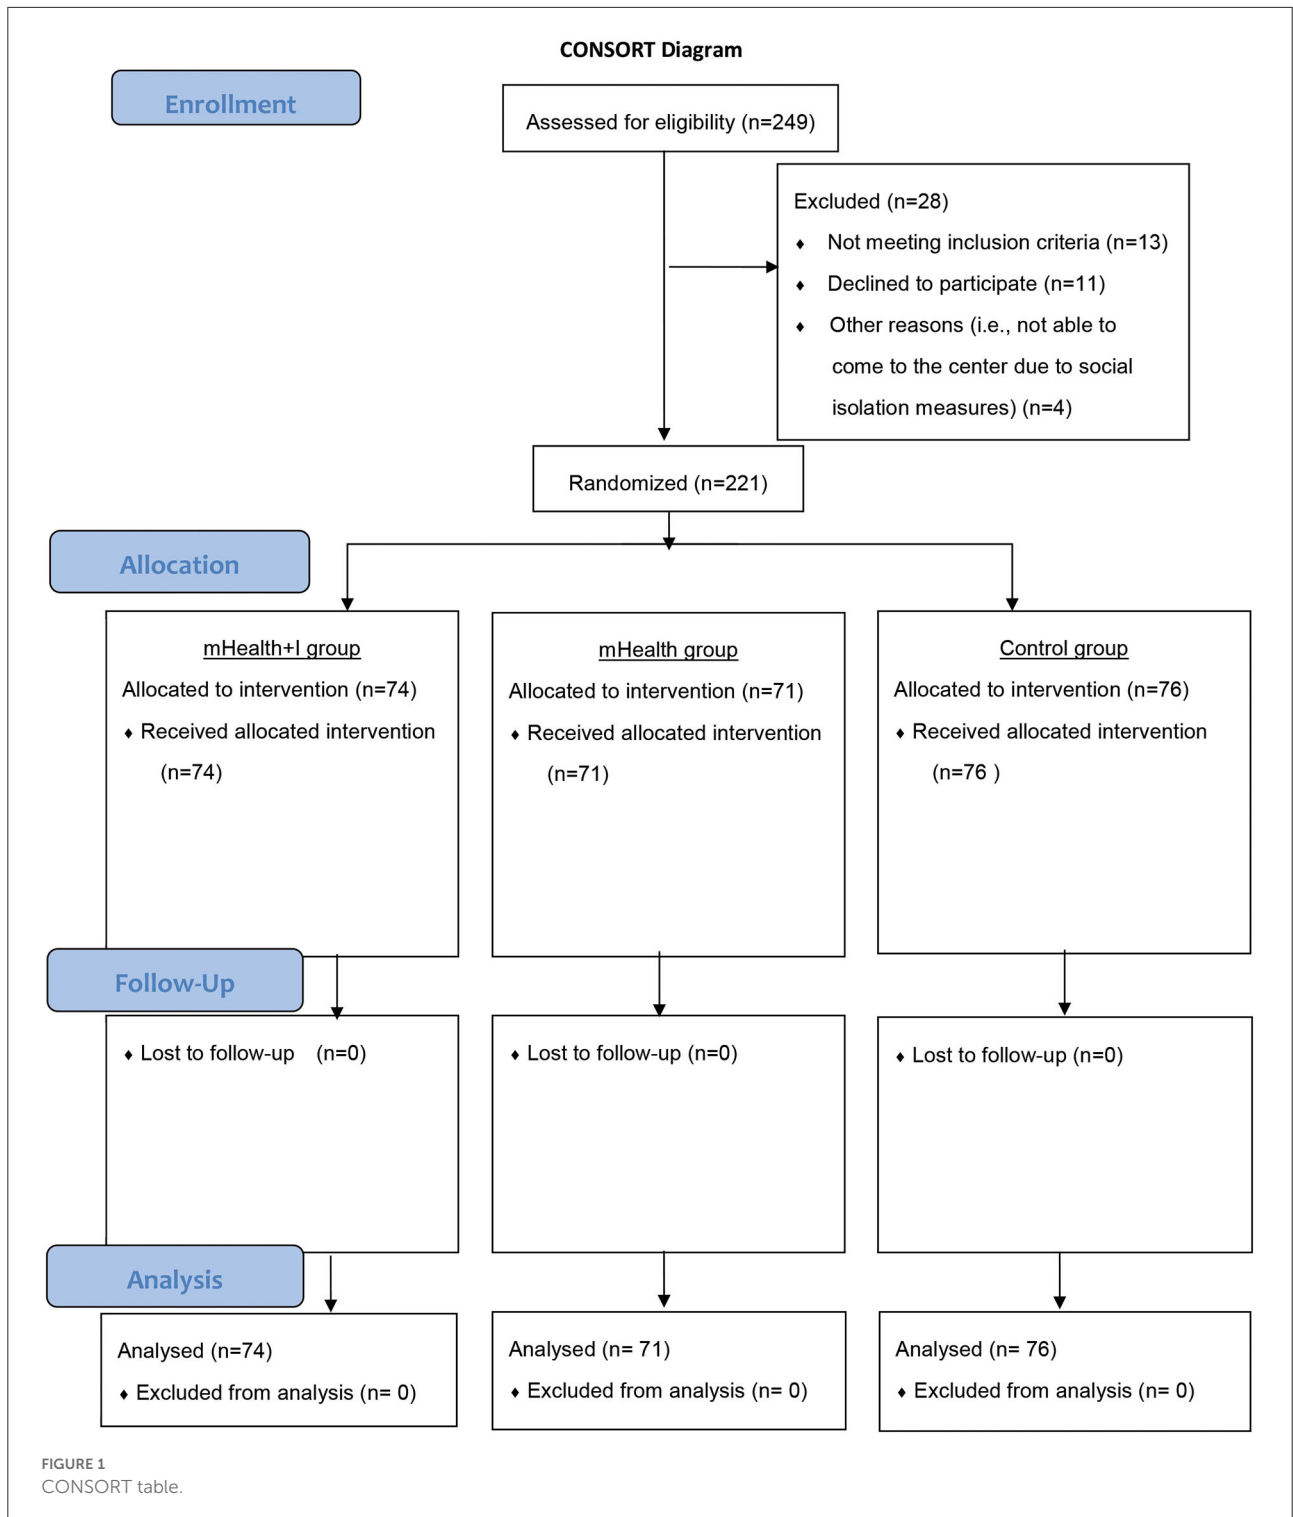 CONSORT Diagram
Enrollment
Assessed for eligibility (n=249)
Excluded (n=28)
♦ Not meeting inclusion criteria (n=13)
♦ Declined to participate (n=11)
♦ Other reasons (i.e., not able to
come to the center due to social
isolation measures) (n=4)
Randomized (n=221)
Allocation
mHealth+I group
Allocated to intervention (n=74)
♦ Received allocated intervention
(n=74)
mHealth group
Allocated to intervention (n=71)
♦ Received allocated intervention
(n=71)
Control group
Allocated to intervention (n=76)
♦ Received allocated intervention
(n=76 )
Follow-Up
♦ Lost to follow-up (n=0)
♦ Lost to follow-up (n=0)
♦ Lost to follow-up (n=0)
Analysis
Analysed (n=74)
♦ Excluded from analysis (n= 0)
Analysed (n= 71)
♦ Excluded from analysis (n= 0)
Analysed (n= 76)
♦ Excluded from analysis (n= 0)
FIGURE 1
CONSORT table.